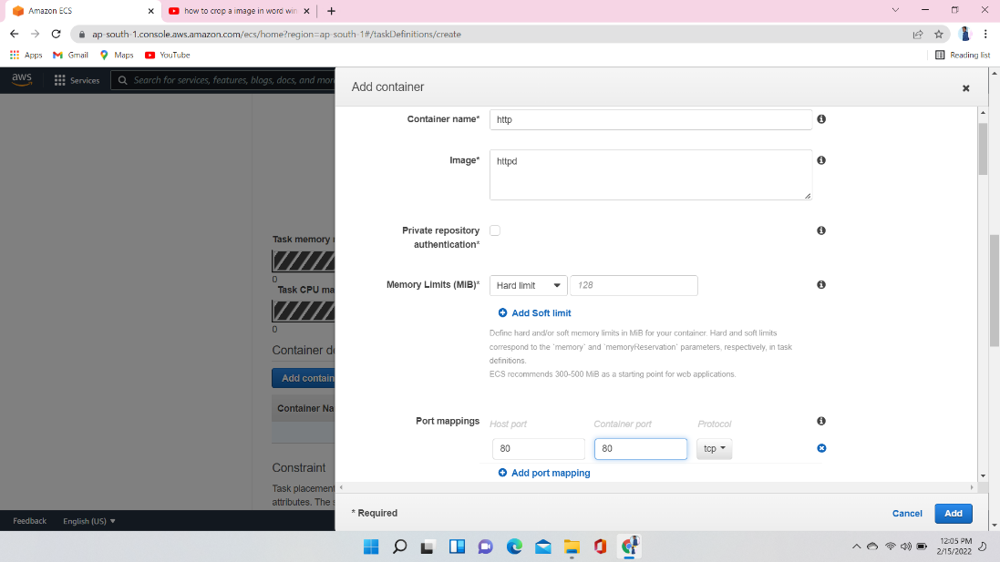 Amazon ECS
how to crop a image in word win
ap-south-1.console.aws.amazon.com/ecs/home?region=ap-south-1#/taskDefinitions/create
Apps
Gmail
Maps
YouTube
Reading list
aws
Services
Search for services, features, blogs, docs, and mor
Add container
Container name*
http
Image*
httpd
Private repository
authentication*
Task memory
0
Task CPU ma
0
Memory Limits (MiB)*
Hard limit
128
Add Soft limit
Define hard and/or soft memory limits in MiB for your container. Hard and soft limits
correspond to the `memory` and `memoryReservation` parameters, respectively, in task
definitions.
ECS recommends 300-500 MiB as a starting point for web applications.
Container de
Add contain
Container Na
Port mappings
Host port
Container port
Protocol
80
80
tcp
Add port mapping
Constraint
Task placement
attributes. The s
* Required
Cancel
Add
Feedback
English (US)
12:05 PM
2/15/2022